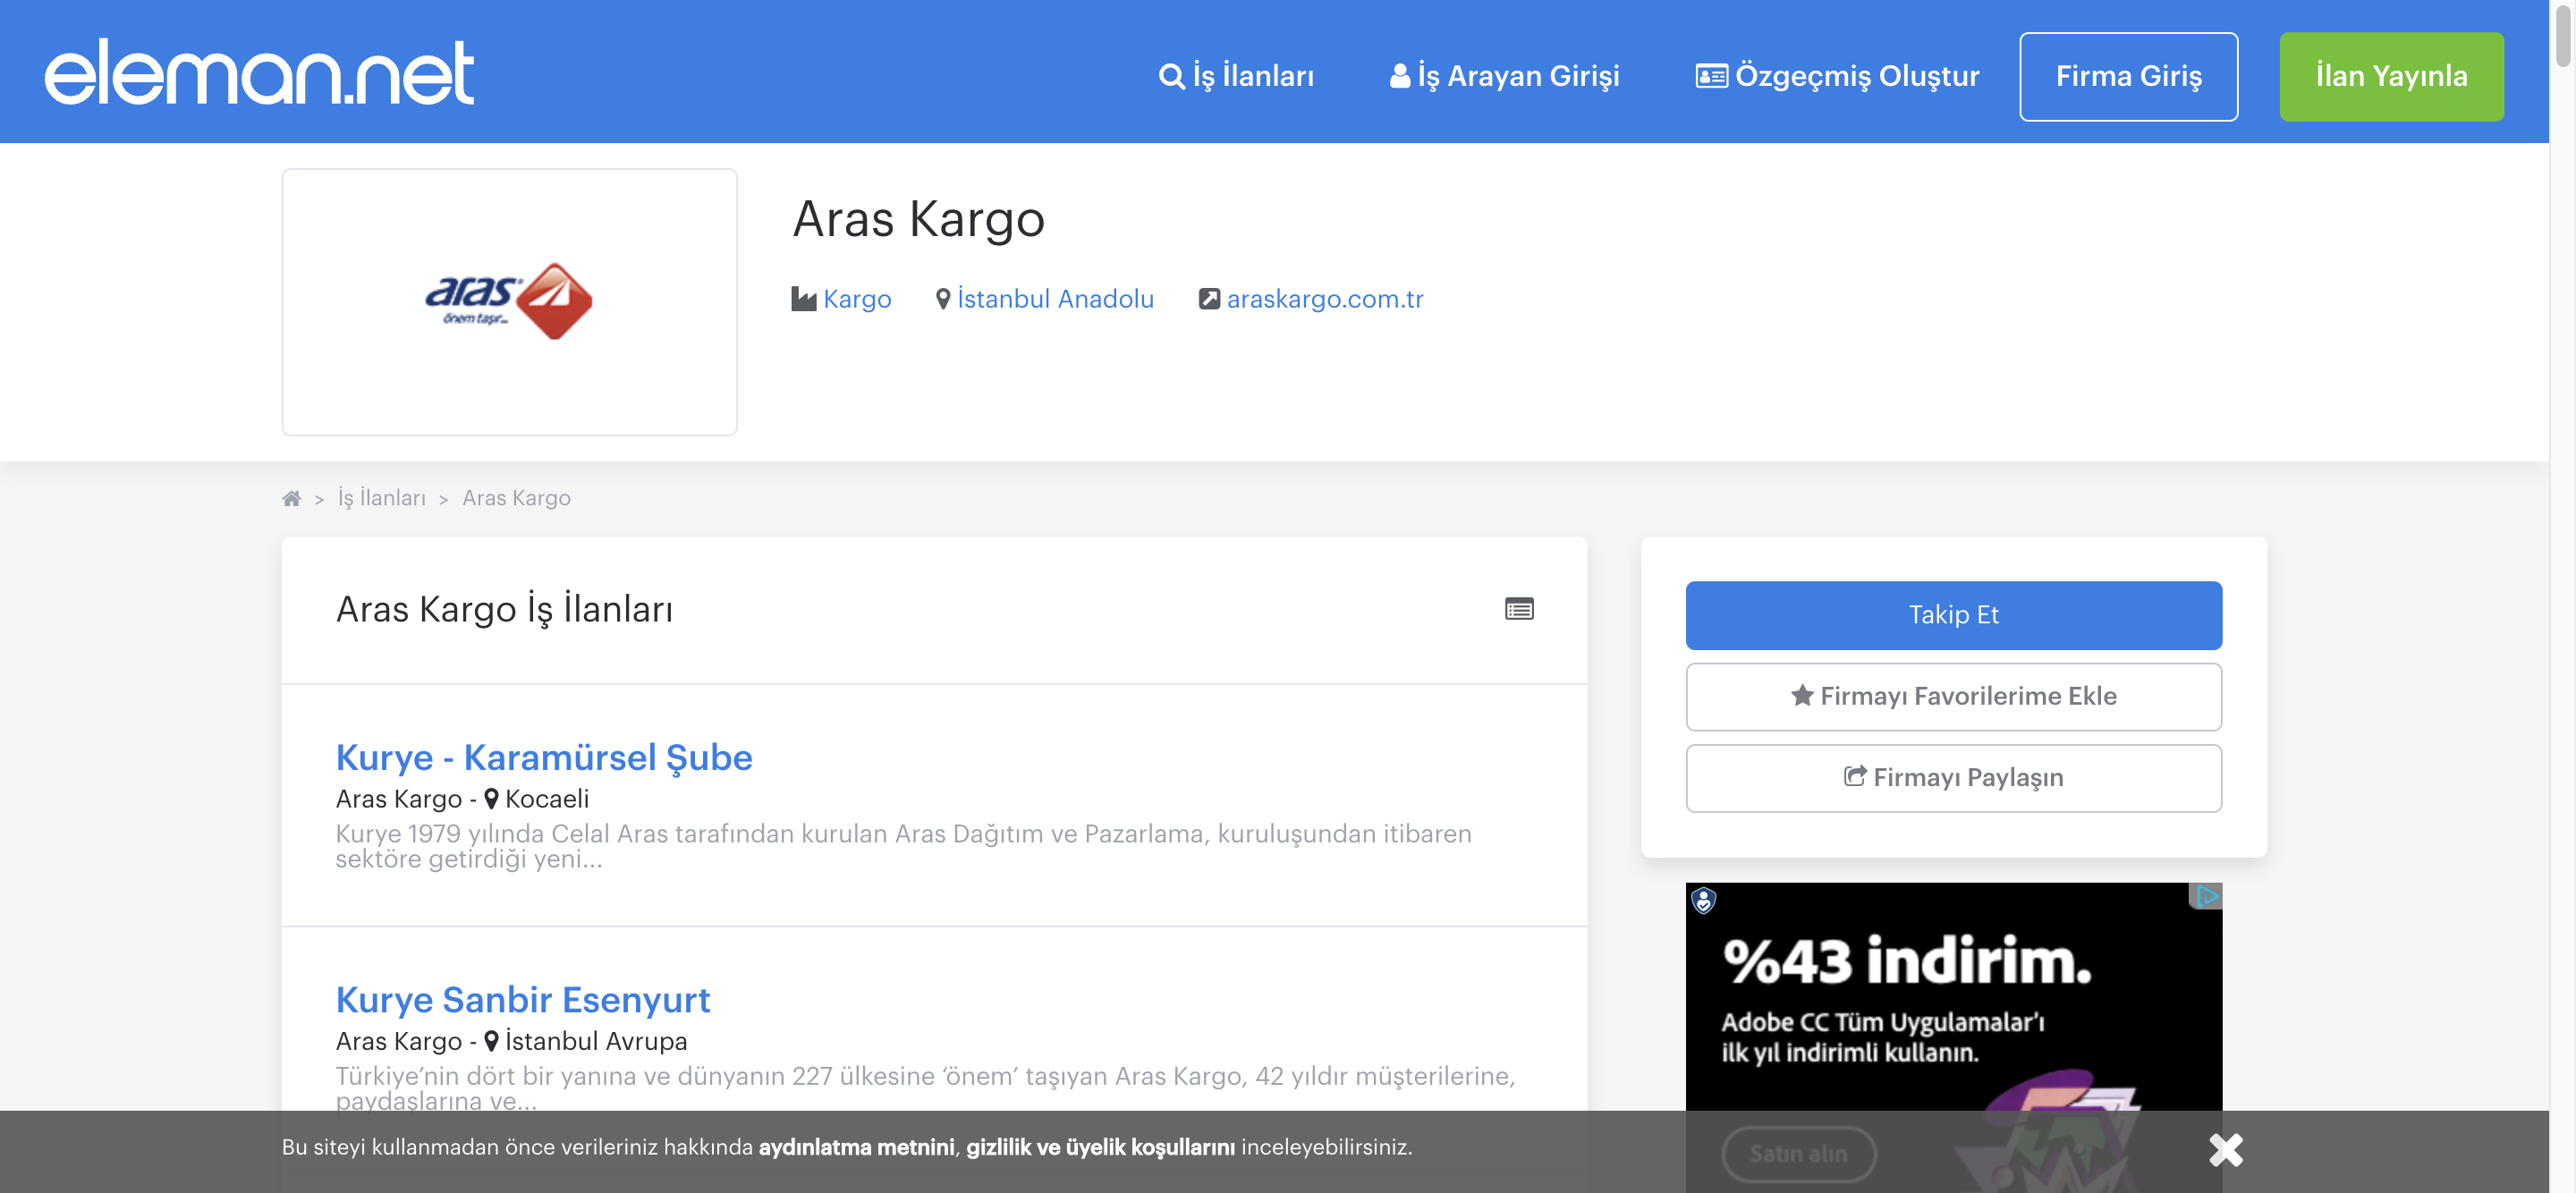 eleman.net
İş İlanları
İş Arayan Girişi
Özgeçmiş Oluştur
Firma Giriş
İlan Yayınla
aras
önem taşır...
Aras Kargo
Kargo
İstanbul Anadolu
araskargo.com.tr
> İş İlanları > Aras Kargo
Aras Kargo İş İlanları
Kurye - Karamürsel Şube
Aras Kargo - Kocaeli
Kurye 1979 yılında Celal Aras tarafından kurulan Aras Dağıtım ve Pazarlama, kuruluşundan itibaren
sektöre getirdiği yeni...
Kurye Sanbir Esenyurt
Aras Kargo - İstanbul Avrupa
Türkiye’nin dört bir yanına ve dünyanın 227 ülkesine ‘önem’ taşıyan Aras Kargo, 42 yıldır müşterilerine,
paydaşlarına ve...
Takip Et
Firmayı Favorilerime Ekle
Firmayı Paylaşın
%43 indirim.
Adobe CC Tüm Uygulamalar’ı
ilk yıl indirimli kullanın.
Satın alın
Bu siteyi kullanmadan önce verileriniz hakkında aydınlatma metnini, gizlilik ve üyelik koşullarını inceleyebilirsiniz.